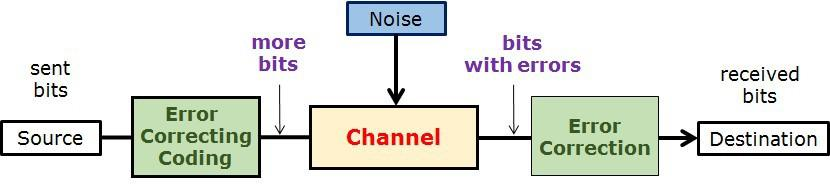 Noise
more
bits
bits
with errors
sent
bits
received
bits
Source
Error
Correcting
Coding
Channel
Error
Correction
Destination